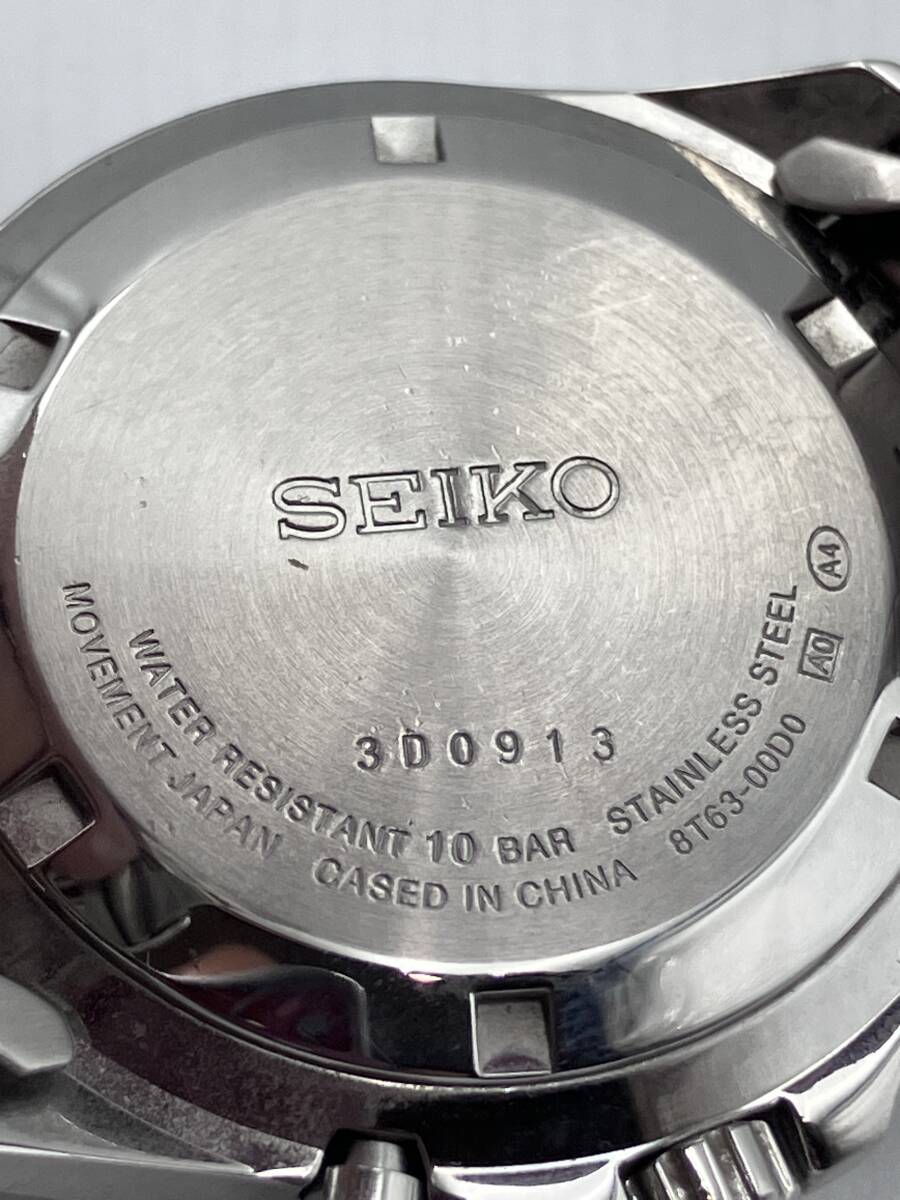 SEIKO
3D0913
WATER RESISTANT 10 BAR STAINLESS STEEL
MOVEMENT JAPAN CASED IN CHINA 8T63-00D0 A0 A4